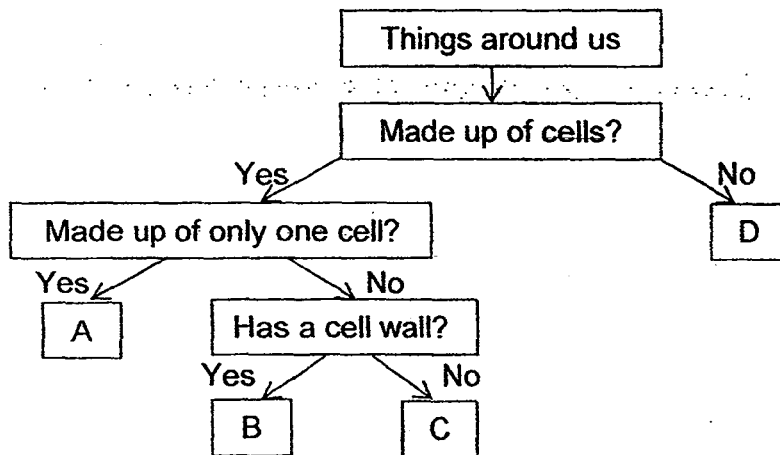 Things around us
Made up of cells?
Yes
No
Made up of only one cell?
D
Yes
No
A
Has a cell wall?
Yes
No
B
C